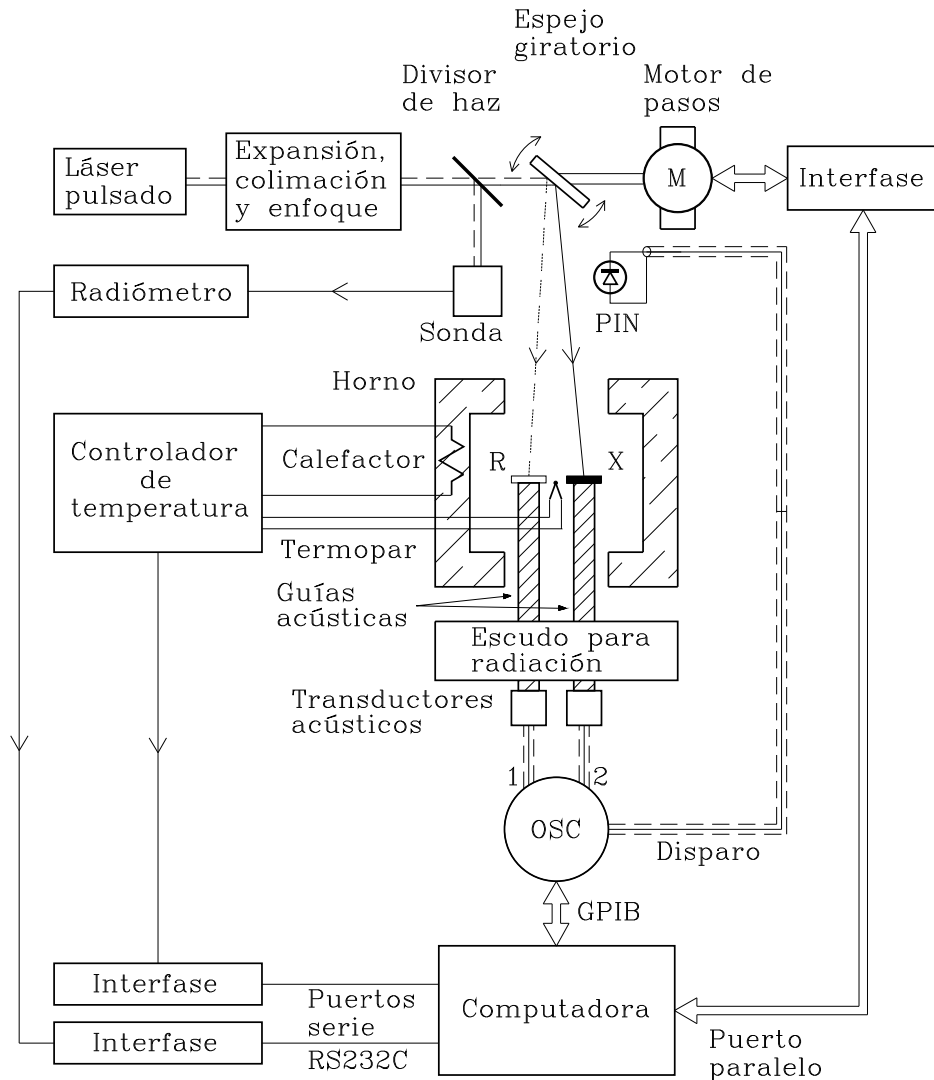 Espejo
giratorio
Divisor
de haz
Motor de
pasos
Láser
pulsado
Expansión,
colimación
y enfoque
M
Interfase
Radiómetro
Sonda
PIN
Horno
Controlador
de
temperatura
Calefactor
R
X
Termopar
Guías
acústicas
Escudo para
radiación
Transductores
acústicos
1
2
OSC
Disparo
GPIB
Interfase
Puertos
serie
RS232C
Interfase
Computadora
Puerto
paralelo